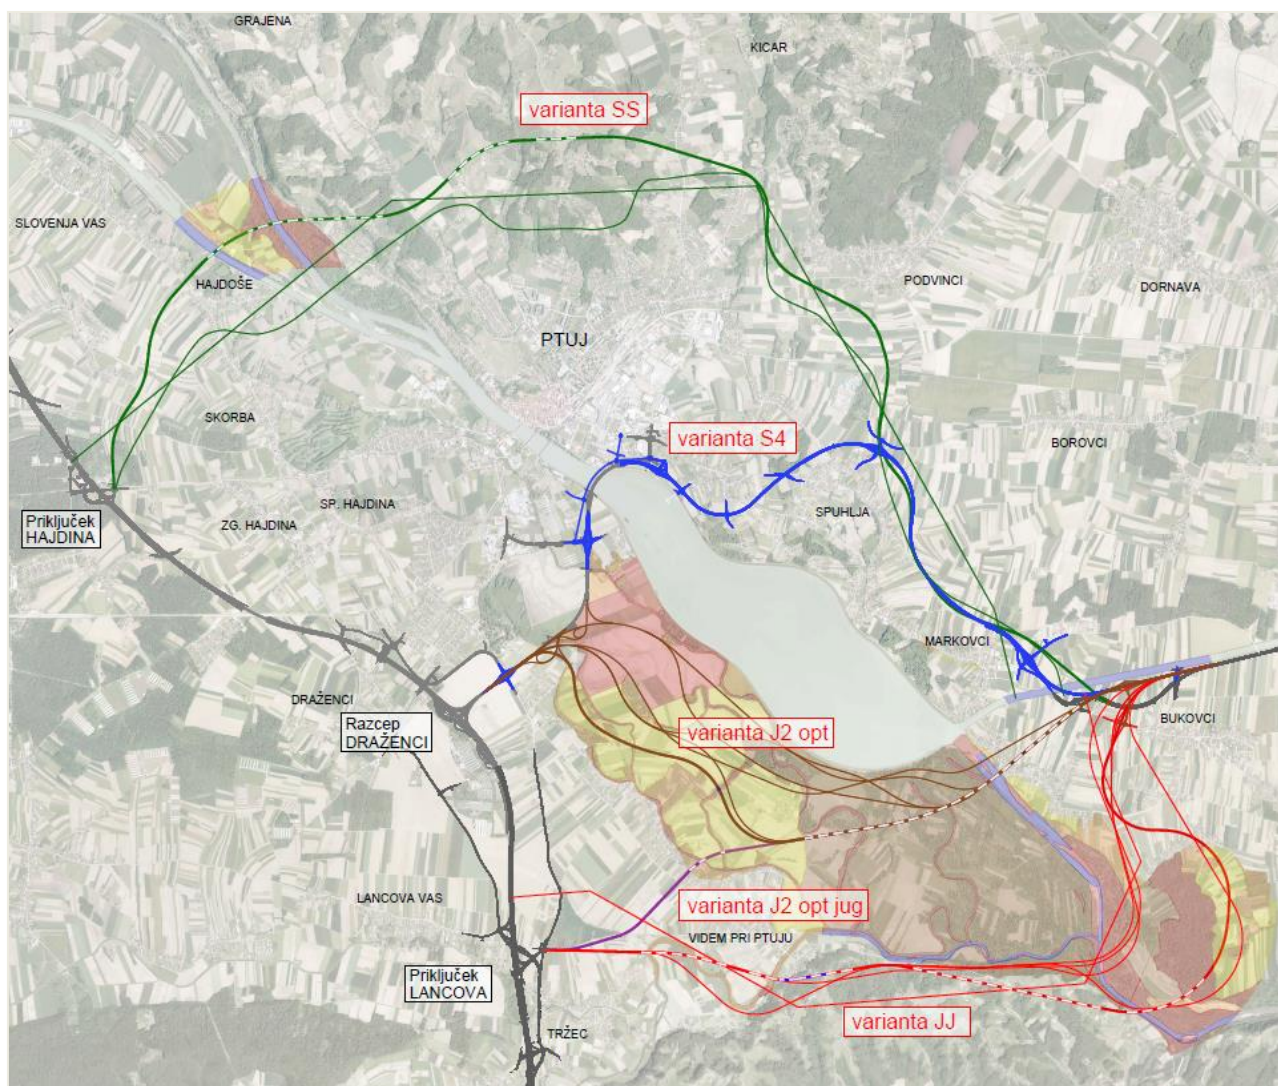 GRAJENA
KICAR
varianta SS
SLOVENJA VAS
HAJDOŠE
PODVINCI
DORNAVA
PTUJ
SKORBA
varianta S4
BOROVCI
SP. HAJDINA
Priključek
HAJDINA
ZG. HAJDINA
SPUHLJA
MARKOVCI
DRAŽENCI
Razcep
DRAŽENCI
varianta J2 opt
BUKOVCI
LANCOVA VAS
varianta J2 opt jug
VIDEM PRI PTUJU
Priključek
LANCOVA
varianta JJ
TRŽEC